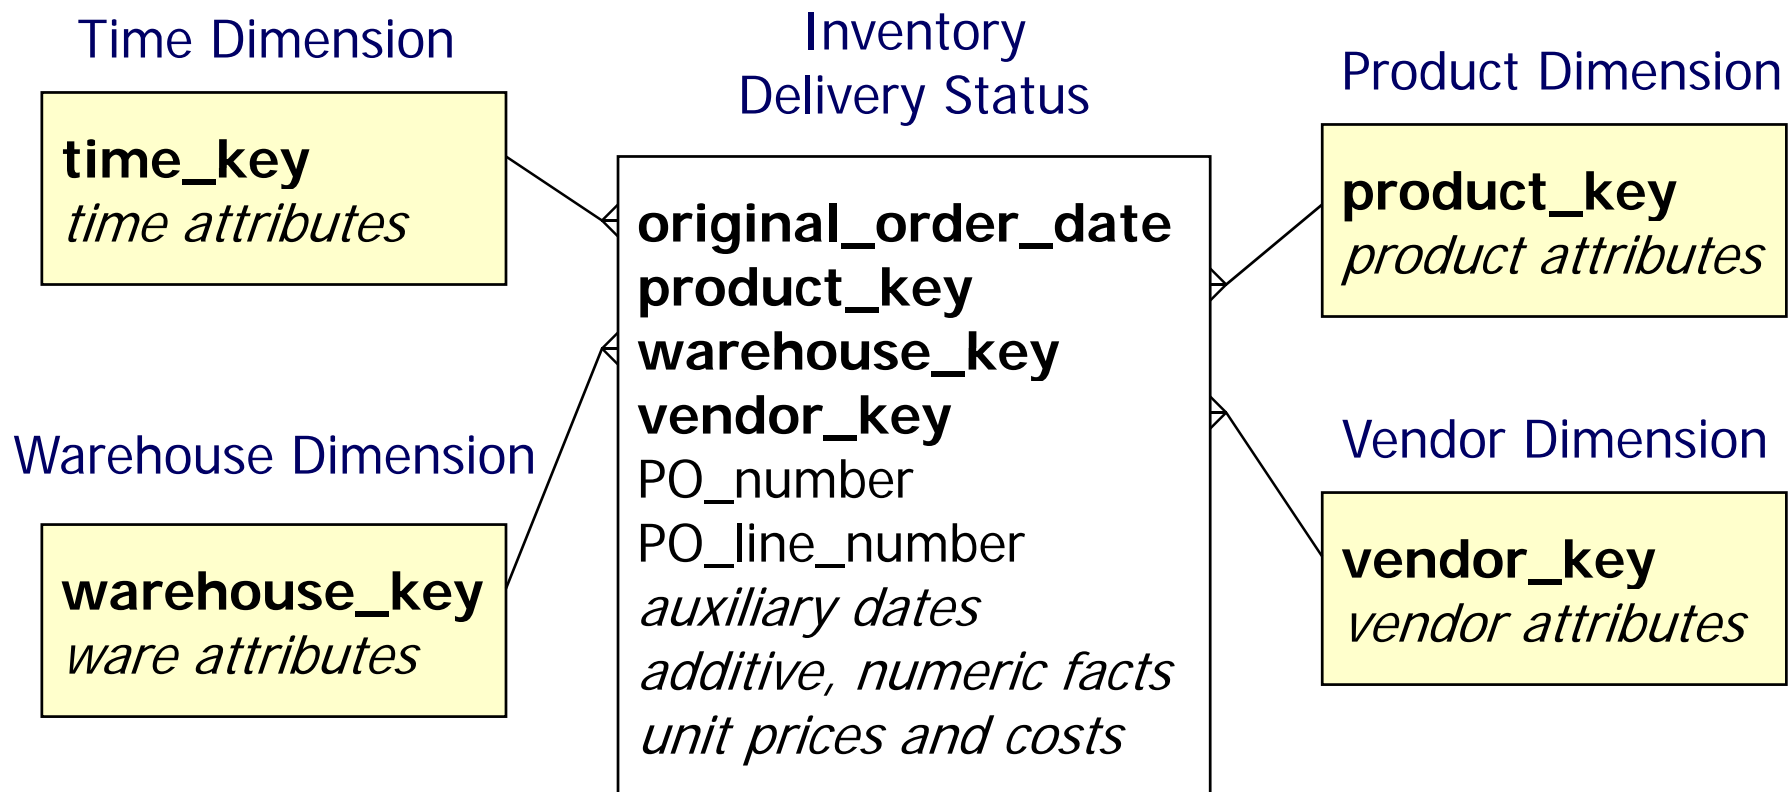 Time Dimension
time_key
time attributes
Warehouse Dimension
warehouse_key
ware attributes
Inventory
Delivery Status
original_order_date
product_key
warehouse_key
vendor_key
PO_number
PO_line_number
auxiliary dates
additive, numeric facts
unit prices and costs
Product Dimension
product_key
product attributes
Vendor Dimension
vendor_key
vendor attributes